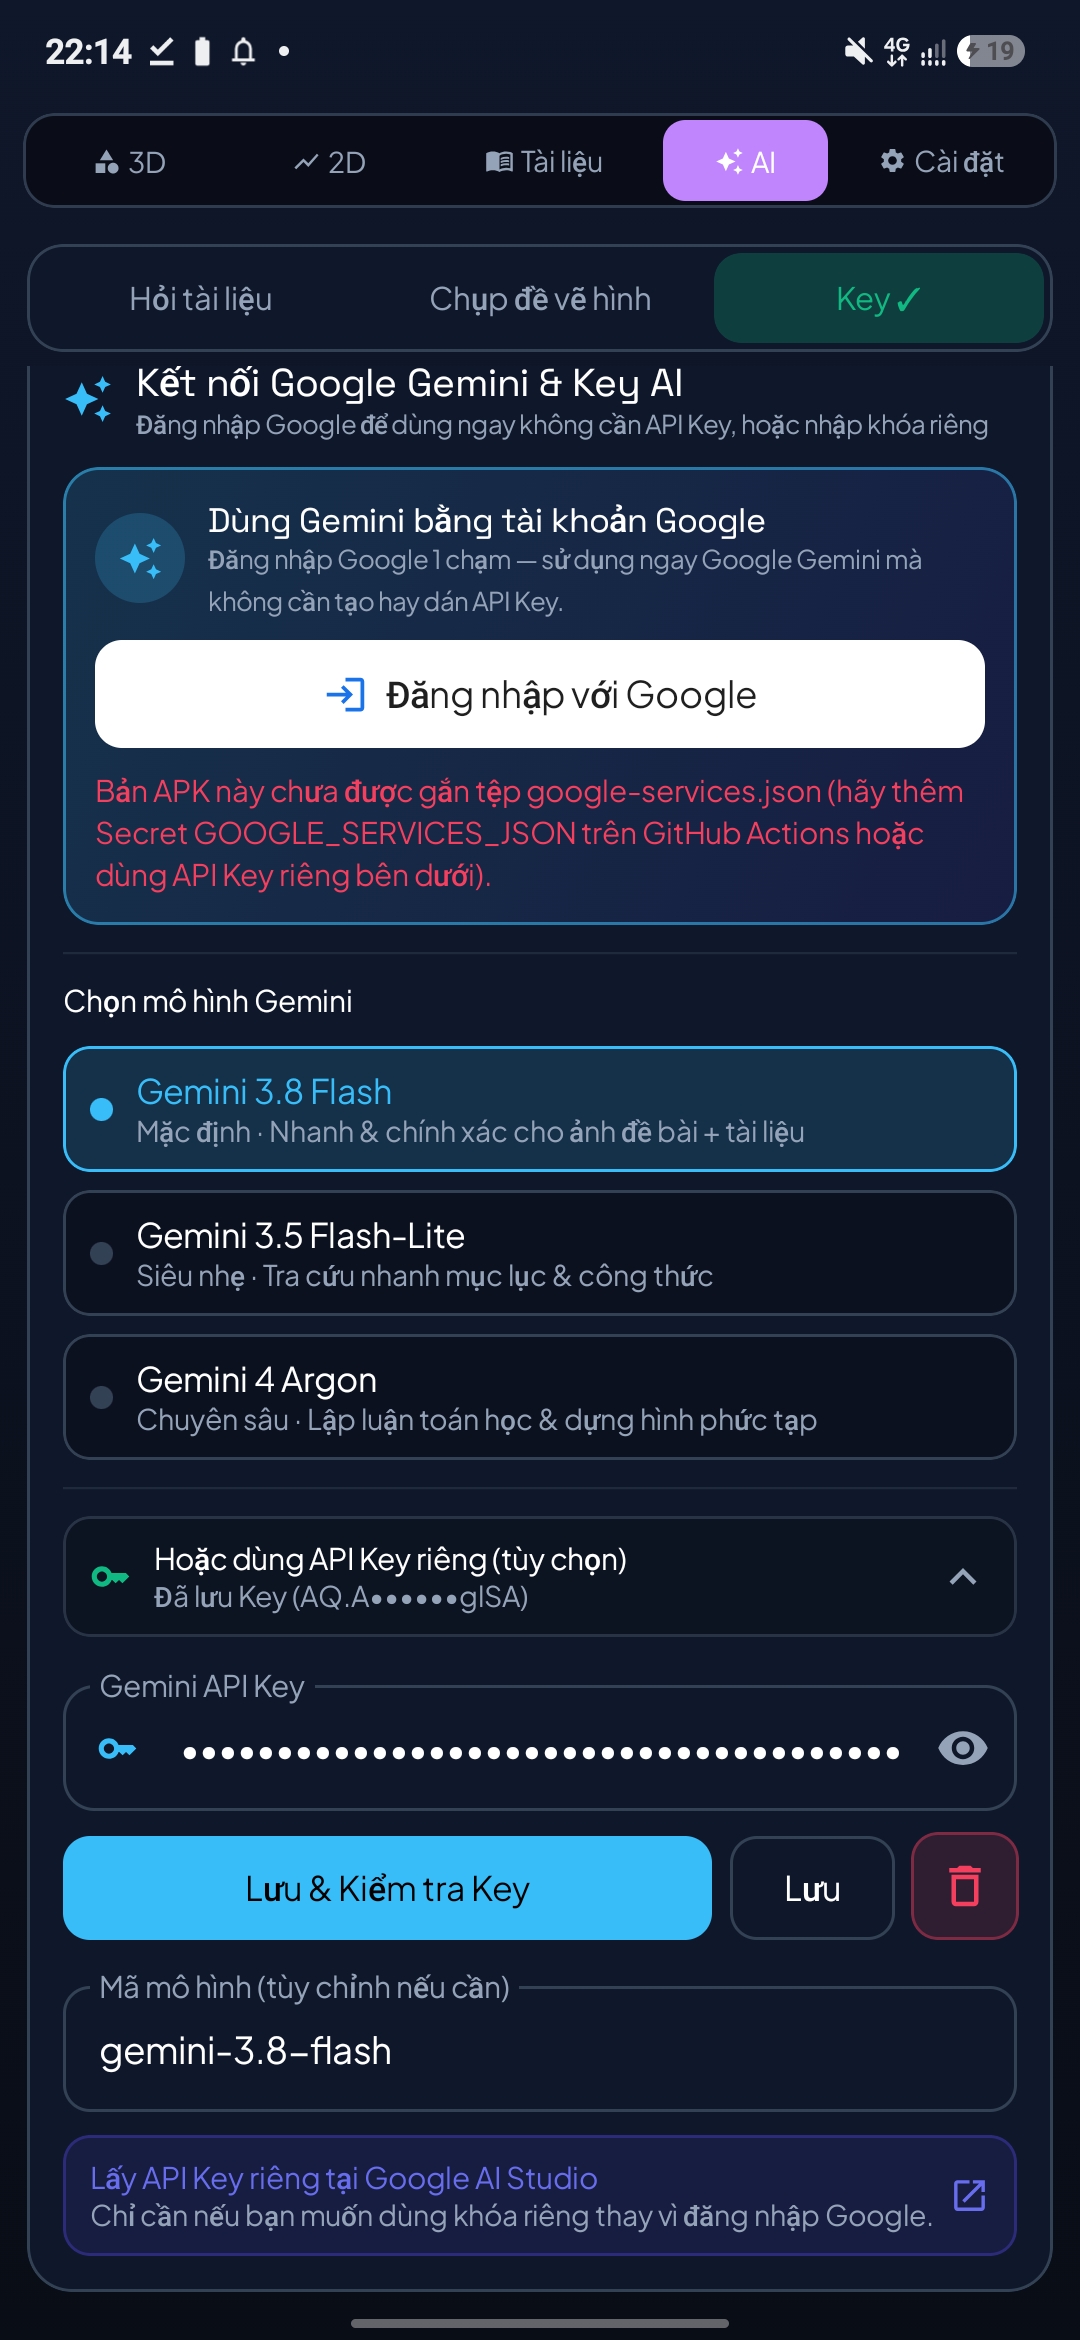 22:14
4G
19
3D
2D
Tài liệu
AI
Cài đặt
Hỏi tài liệu
Chụp đề vẽ hình
Key ✓
Kết nối Google Gemini & Key AI
Đăng nhập Google để dùng ngay không cần API Key, hoặc nhập khóa riêng
Dùng Gemini bằng tài khoản Google
Đăng nhập Google 1 chạm — sử dụng ngay Google Gemini mà
không cần tạo hay dán API Key.
Đăng nhập với Google
Bản APK này chưa được gắn tệp google-services.json (hãy thêm
Secret GOOGLE_SERVICES_JSON trên GitHub Actions hoặc
dùng API Key riêng bên dưới).
Chọn mô hình Gemini
Gemini 3.8 Flash
Mặc định · Nhanh & chính xác cho ảnh đề bài + tài liệu
Gemini 3.5 Flash-Lite
Siêu nhẹ · Tra cứu nhanh mục lục & công thức
Gemini 4 Argon
Chuyên sâu · Lập luận toán học & dựng hình phức tạp
Hoặc dùng API Key riêng (tùy chọn)
Đã lưu Key (AQ.A••••••glSA)
Gemini API Key
••••••••••••••••••••••••••••••••••••••
Lưu & Kiểm tra Key
Lưu
Mã mô hình (tùy chỉnh nếu cần)
gemini-3.8-flash
Lấy API Key riêng tại Google AI Studio
Chỉ cần nếu bạn muốn dùng khóa riêng thay vì đăng nhập Google.